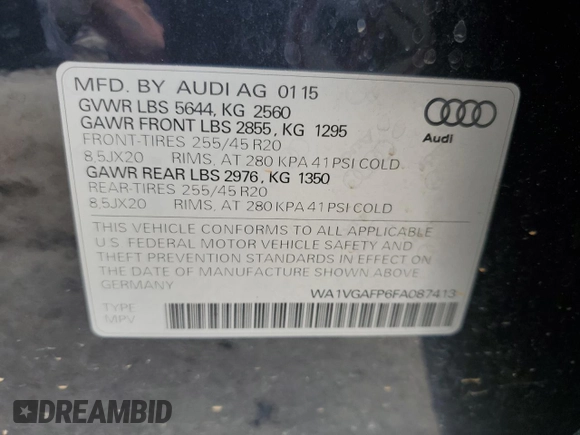 MFD. BY AUDI AG 01 15
GVWR LBS 5644, KG 2560
GAWR FRONT LBS 2855, KG 1295
FRONT-TIRES 255/45 R20
8,5JX20 RIMS, AT 280 KPA 41 PSI COLD
GAWR REAR LBS 2976, KG 1350
REAR-TIRES 255/45 R20
8,5JX20 RIMS, AT 280 KPA 41 PSI COLD
Audi
THIS VEHICLE CONFORMS TO ALL APPLICABLE
U.S. FEDERAL MOTOR VEHICLE SAFETY AND
THEFT PREVENTION STANDARDS IN EFFECT ON
THE DATE OF MANUFACTURE SHOWN ABOVE.
GERMANY
WA1VGAFP6FA087413
TYPE
MPV
DREAMBID